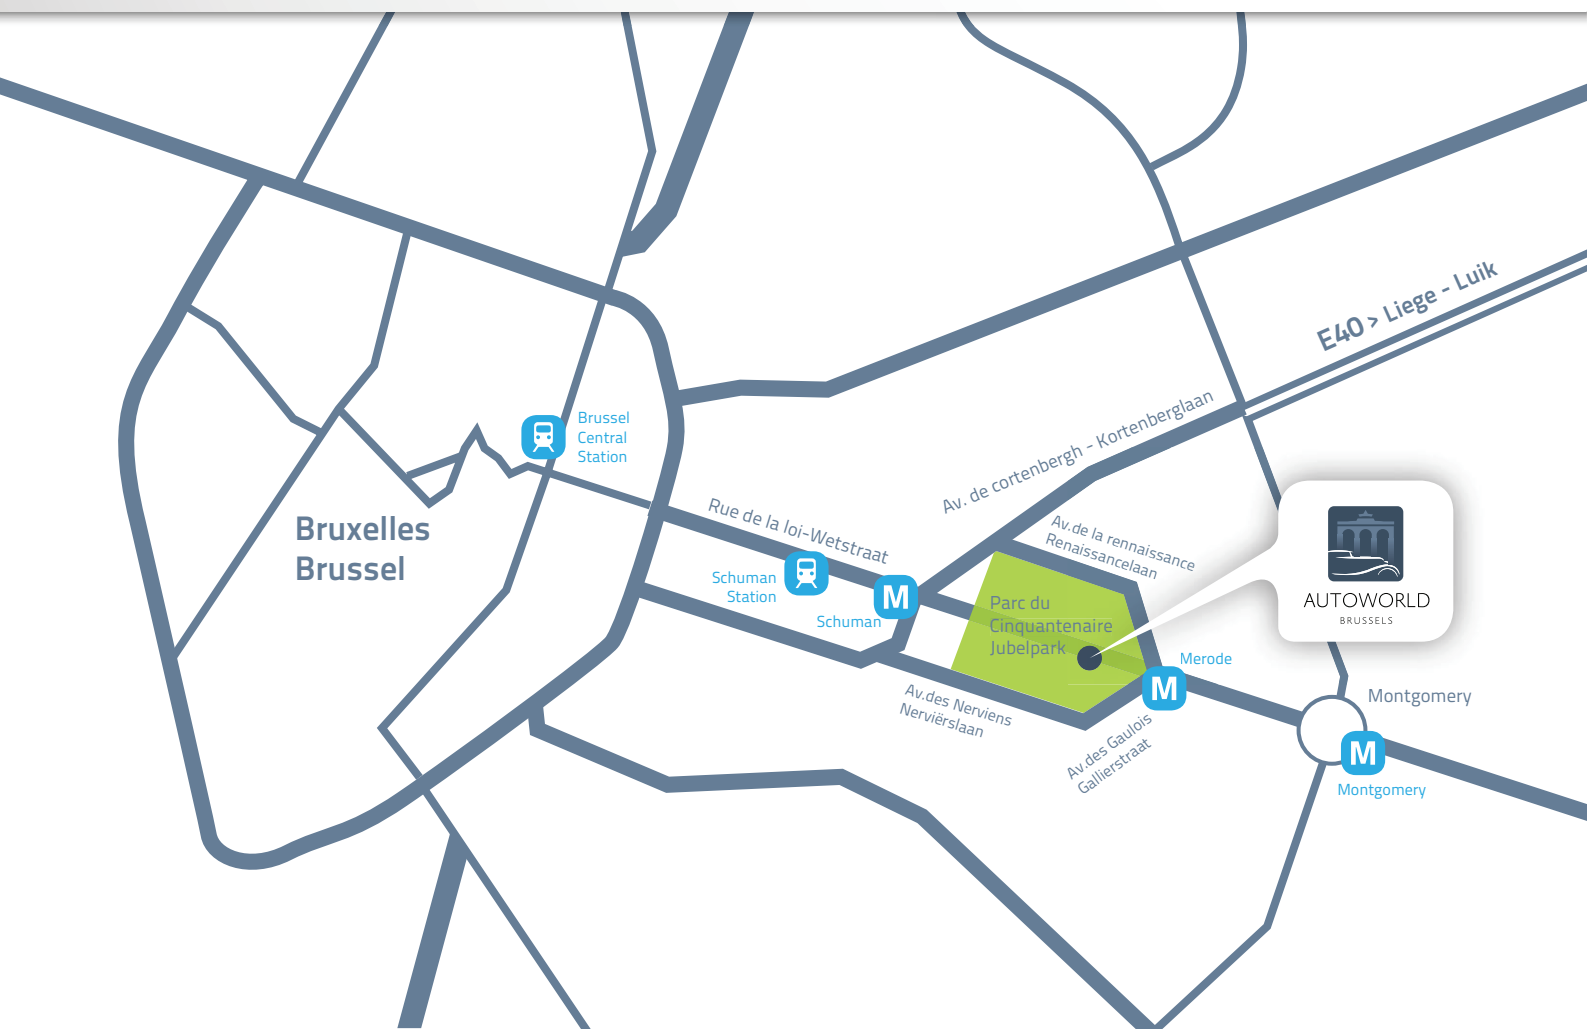 E40 > Liege - Luik
Av. de cortenbergh - Kortenberglaan
Brussel
Central
Station
Bruxelles
Brussel
Rue de la loi-Wetstraat
Schuman
Station
M
Schuman
Av.de la rennaissance
Renaissancelaan
Parc du
Cinquantenaire
Jubelpark
AUTOWORLD
BRUSSELS
Merode
M
Av.des Nerviens
Nerviërslaan
Av.des Gaulois
Gallierstraat
Montgomery
M
Montgomery